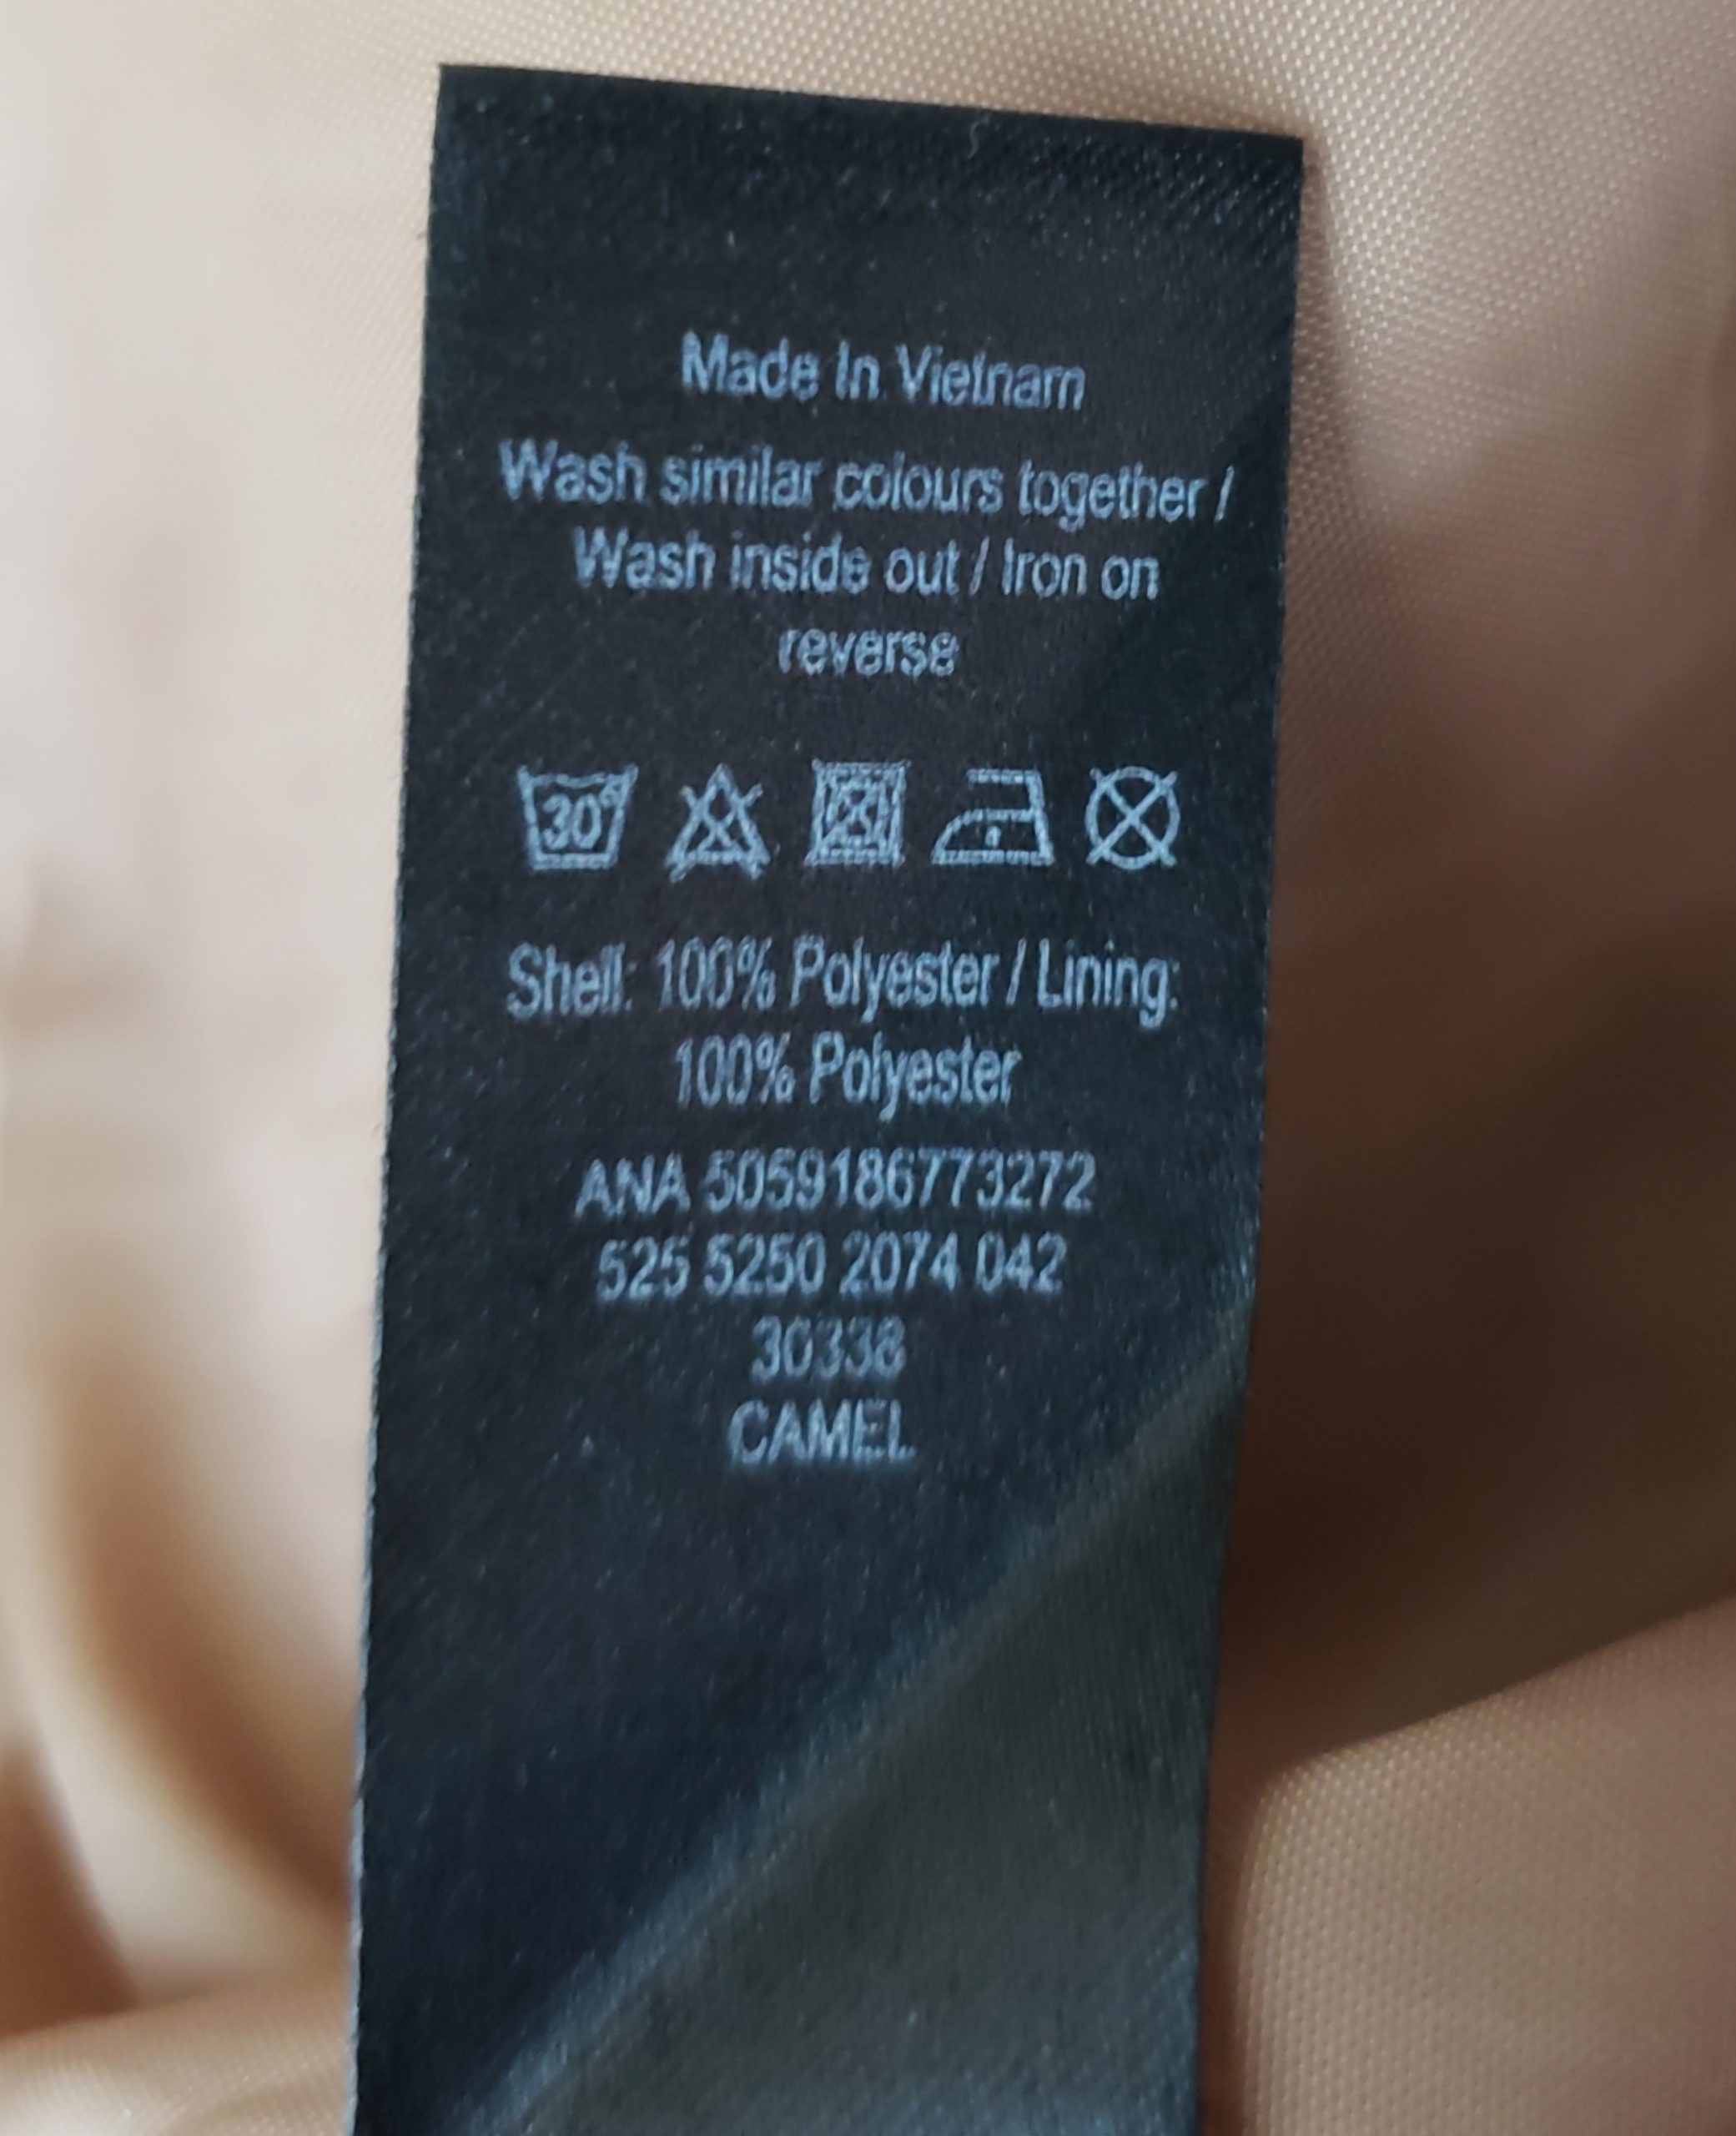 Made In Vietnam
Wash similar colours together /
Wash inside out / Iron on
reverse
30°
Shell: 100% Polyester / Lining:
100% Polyester
ANA 5059186773272
525 5250 2074 042
30338
CAMEL